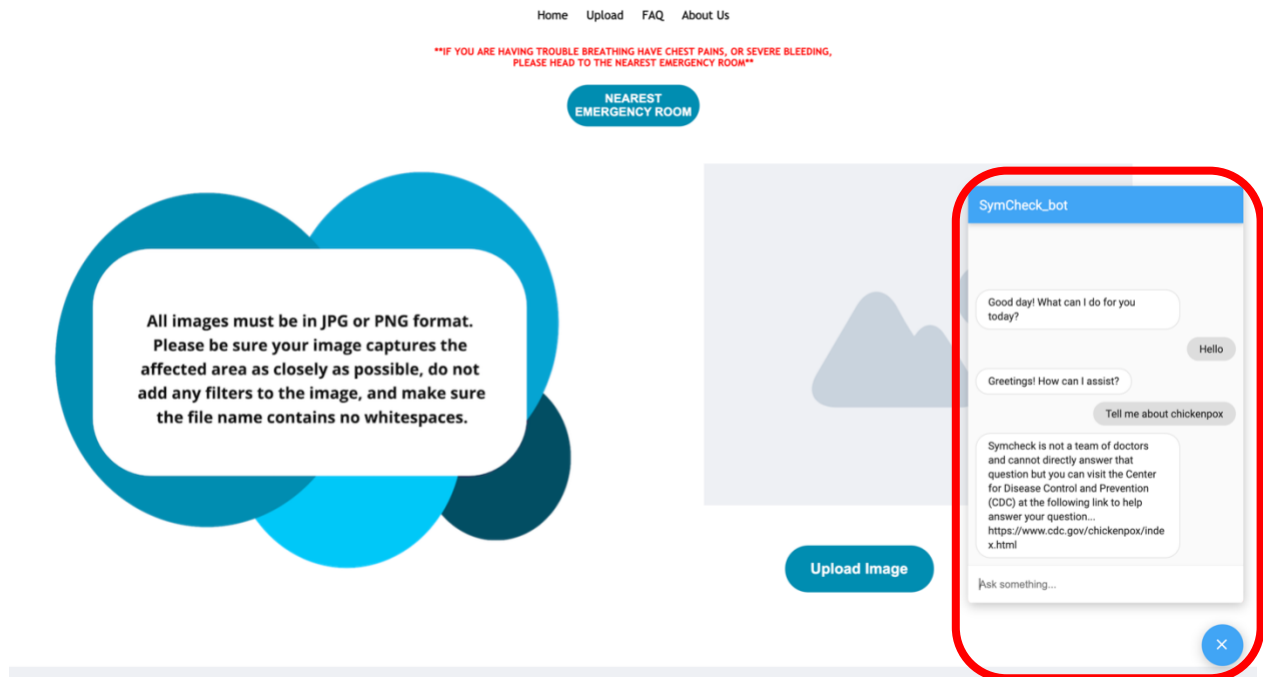 Home Upload FAQ About Us
**IF YOU ARE HAVING TROUBLE BREATHING HAVE CHEST PAINS, OR SEVERE BLEEDING,
PLEASE HEAD TO THE NEAREST EMERGENCY ROOM**
NEAREST
EMERGENCY ROOM
All images must be in JPG or PNG format.
Please be sure your image captures the
affected area as closely as possible, do not
add any filters to the image, and make sure
the file name contains no whitespaces.
Upload Image
SymCheck_bot
Good day! What can I do for you
today?
Hello
Greetings! How can I assist?
Tell me about chickenpox
Symcheck is not a team of doctors
and cannot directly answer that
question but you can visit the Center
for Disease Control and Prevention
(CDC) at the following link to help
answer your question...
https://www.cdc.gov/chickenpox/inde
x.html
Ask something...